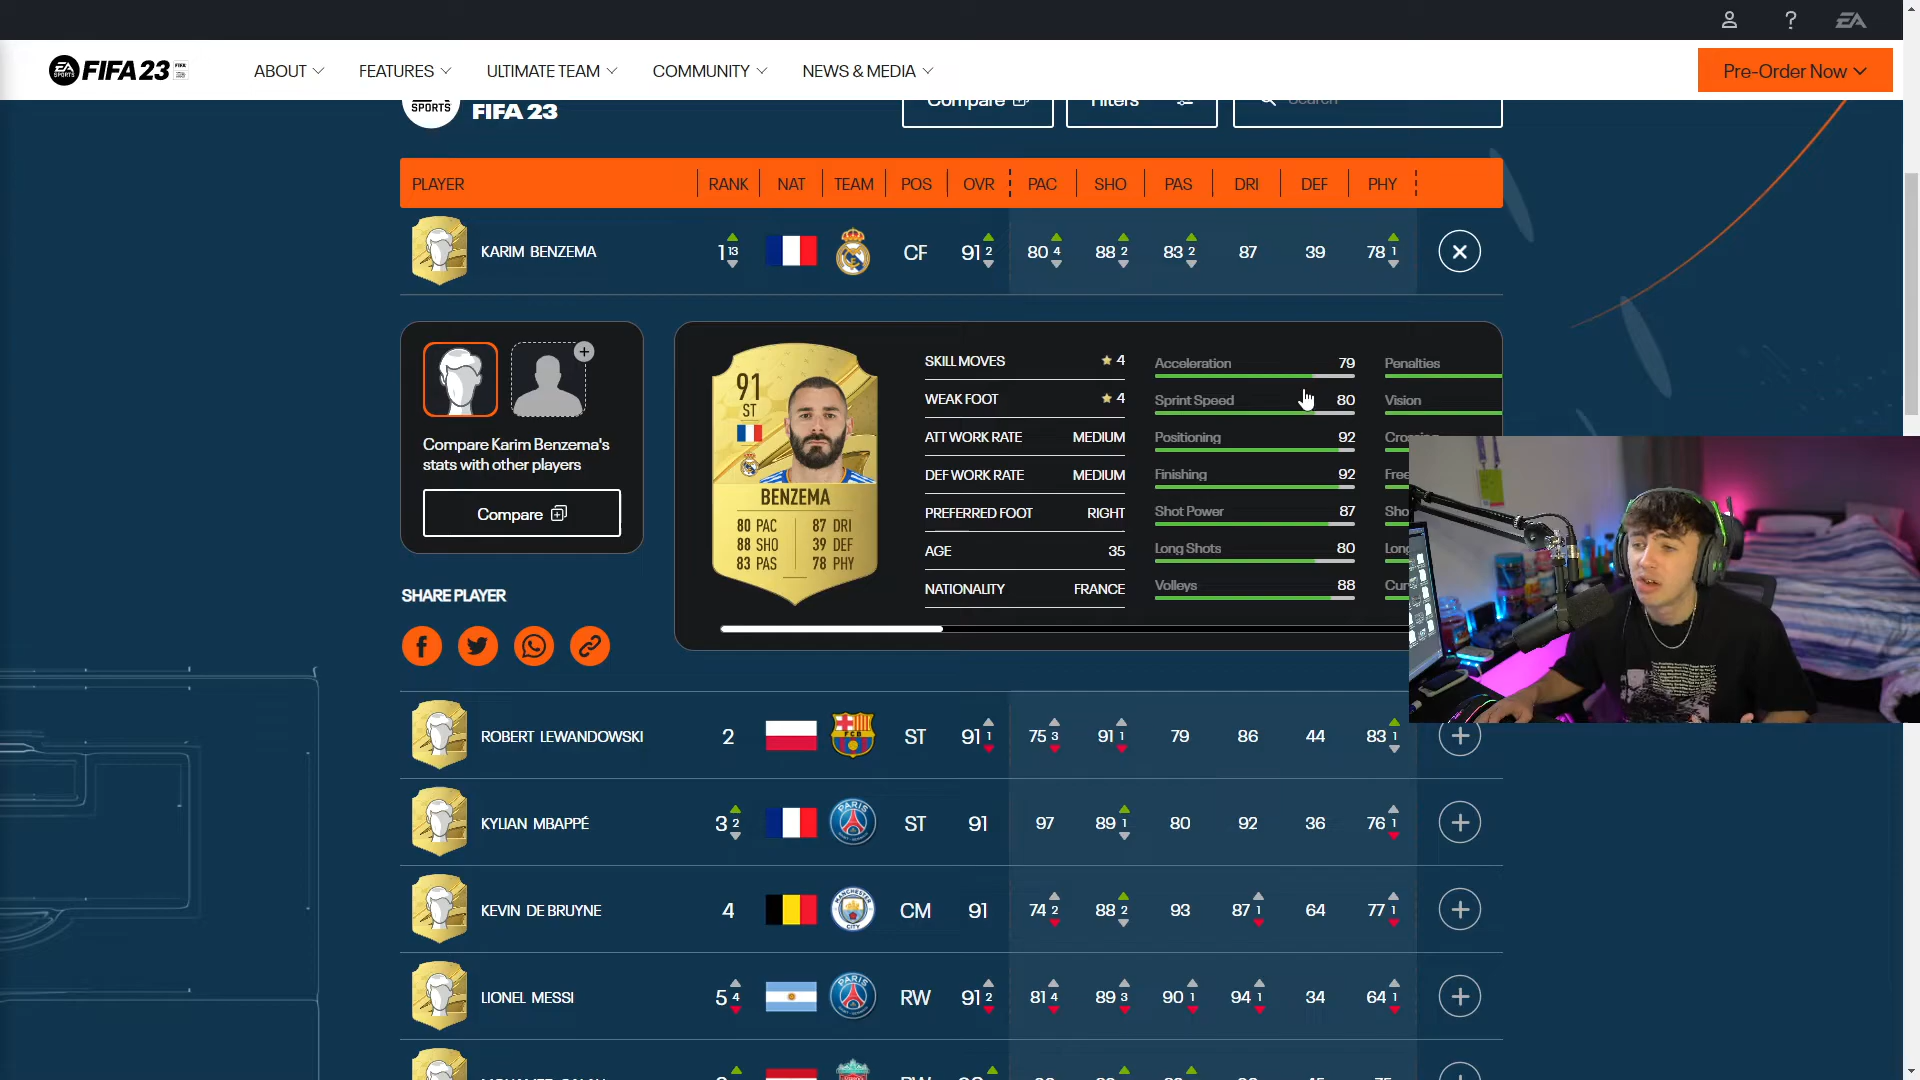 EA SPORTS FIFA 23
ABOUT
FEATURES
ULTIMATE TEAM
COMMUNITY
NEWS & MEDIA
Pre-Order Now
?
EA
SPORTS
FIFA 23
Compare
Filters
Search
PLAYER RANK NAT TEAM POS OVR PAC SHO PAS DRI DEF PHY
KARIM BENZEMA 1 13 CF 91 2 80 4 88 2 83 2 87 39 78 1
Compare Karim Benzema's
stats with other players
Compare
SHARE PLAYER
91
ST
BENZEMA
80 PAC 87 DRI
88 SHO 39 DEF
83 PAS 78 PHY
SKILL MOVES 4
WEAK FOOT 4
ATT WORK RATE MEDIUM
DEF WORK RATE MEDIUM
PREFERRED FOOT RIGHT
AGE 35
NATIONALITY FRANCE
Acceleration 79
Sprint Speed 80
Positioning 92
Finishing 92
Shot Power 87
Long Shots 80
Volleys 88
Penalties
Vision
ROBERT LEWANDOWSKI 2 ST 91 1 75 3 91 1 79 86 44 83 1
KYLIAN MBAPPÉ 3 2 ST 91 97 89 1 80 92 36 76 1
KEVIN DE BRUYNE 4 CM 91 74 2 88 2 93 87 1 64 77 1
LIONEL MESSI 5 4 RW 91 2 81 4 89 3 90 1 94 1 34 64 1